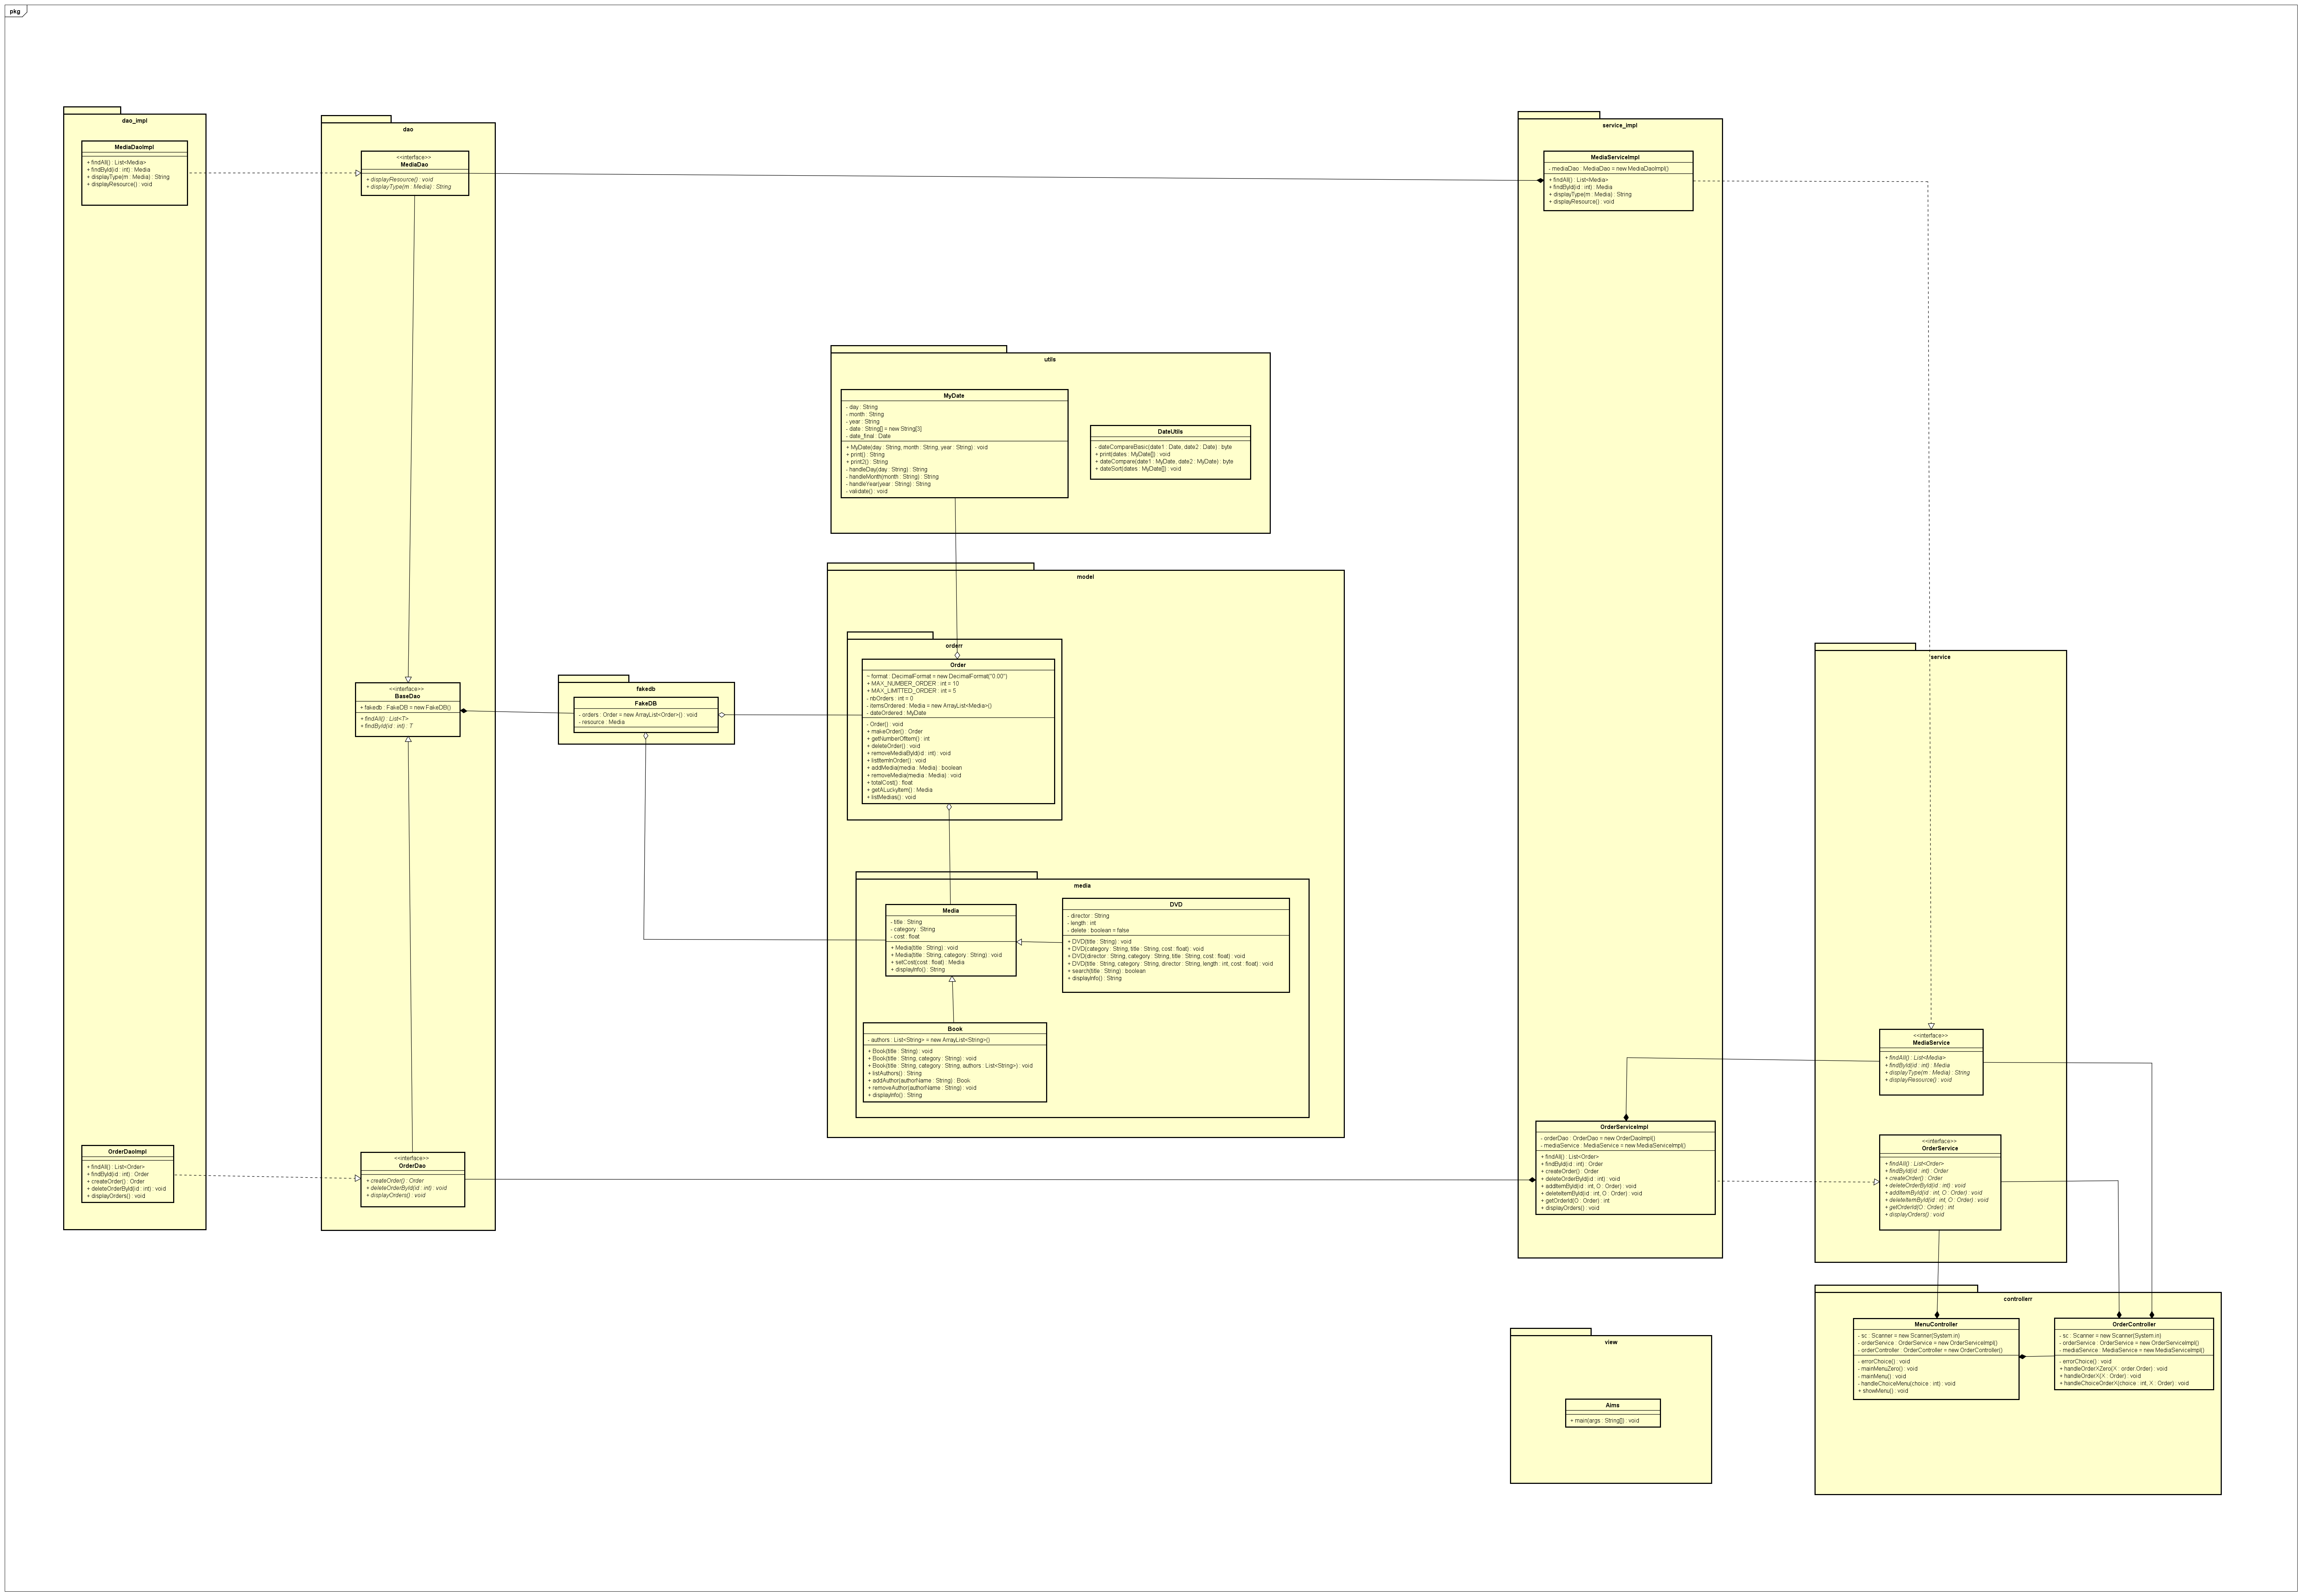 pkg
dao_impl
MediaDaoImpl
+ findAll() : List<Media>
+ findById(id : int) : Media
+ displayType(m : Media) : String
+ displayResource() : void
OrderDaoImpl
+ findAll() : List<Order>
+ findById(id : int) : Order
+ createOrder() : Order
+ deleteOrderById(id : int) : void
+ displayOrders() : void
dao
<<interface>>
MediaDao
+ displayResource() : void
+ displayType(m : Media) : String
<<interface>>
BaseDao
+ fakedb : FakeDB = new FakeDB()
+ findAll() : List<T>
+ findById(id : int) : T
<<interface>>
OrderDao
+ createOrder() : Order
+ deleteOrderById(id : int) : void
+ displayOrders() : void
fakedb
FakeDB
- orders : Order = new ArrayList<Order>() : void
- resource : Media
utils
MyDate
- day : String
- month : String
- year : String
- date : String[] = new String[3]
- date_final : Date
+ MyDate(day : String, month : String, year : String) : void
+ print() : String
+ print2() : String
- handleDay(day : String) : String
- handleMonth(month : String) : String
- handleYear(year : String) : String
- validate() : void
DateUtils
- dateCompareBasic(date1 : Date, date2 : Date) : byte
+ print(dates : MyDate[]) : void
+ dateCompare(date1 : MyDate, date2 : MyDate) : byte
+ dateSort(dates : MyDate[]) : void
model
orderr
Order
~ format : DecimalFormat = new DecimalFormat("0.00")
+ MAX_NUMBER_ORDER : int = 10
+ MAX_LIMITTED_ORDER : int = 5
- nbOrders : int = 0
- itemsOrdered : Media = new ArrayList<Media>()
- dateOrdered : MyDate
- Order() : void
+ makeOrder() : Order
+ getNumberOfItem() : int
+ deleteOrder() : void
+ removeMediaById(id : int) : void
+ listItemInOrder() : void
+ addMedia(media : Media) : boolean
+ removeMedia(media : Media) : void
+ totalCost() : float
+ getALuckyItem() : Media
+ listMedias() : void
media
Media
- title : String
- category : String
- cost : float
+ Media(title : String) : void
+ Media(title : String, category : String) : void
+ setCost(cost : float) : Media
+ displayInfo() : String
DVD
- director : String
- length : int
- delete : boolean = false
+ DVD(title : String) : void
+ DVD(category : String, title : String, cost : float) : void
+ DVD(director : String, category : String, title : String, cost : float) : void
+ DVD(title : String, category : String, director : String, length : int, cost : float) : void
+ search(title : String) : boolean
+ displayInfo() : String
Book
- authors : List<String> = new ArrayList<String>()
+ Book(title : String) : void
+ Book(title : String, category : String) : void
+ Book(title : String, category : String, authors : List<String>) : void
+ listAuthors() : String
+ addAuthor(authorName : String) : Book
+ removeAuthor(authorName : String) : void
+ displayInfo() : String
service_impl
MediaServiceImpl
- mediaDao : MediaDao = new MediaDaoImpl()
+ findAll() : List<Media>
+ findById(id : int) : Media
+ displayType(m : Media) : String
+ displayResource() : void
OrderServiceImpl
- orderDao : OrderDao = new OrderDaoImpl()
- mediaService : MediaService = new MediaServiceImpl()
+ findAll() : List<Order>
+ findById(id : int) : Order
+ createOrder() : Order
+ deleteOrderById(id : int) : void
+ addItemById(id : int, O : Order) : void
+ deleteItemById(id : int, O : Order) : void
+ getOrderId(O : Order) : int
+ displayOrders() : void
service
<<interface>>
MediaService
+ findAll() : List<Media>
+ findById(id : int) : Media
+ displayType(m : Media) : String
+ displayResource() : void
<<interface>>
OrderService
+ findAll() : List<Order>
+ findById(id : int) : Order
+ createOrder() : Order
+ deleteOrderById(id : int) : void
+ addItemById(id : int, O : Order) : void
+ deleteItemById(id : int, O : Order) : void
+ getOrderId(O : Order) : int
+ displayOrders() : void
view
Aims
+ main(args : String[]) : void
controllerr
MenuController
- sc : Scanner = new Scanner(System.in)
- orderService : OrderService = new OrderServiceImpl()
- orderController : OrderController = new OrderController()
- errorChoice() : void
- mainMenuZero() : void
- mainMenu() : void
- handleChoiceMenu(choice : int) : void
+ showMenu() : void
OrderController
- sc : Scanner = new Scanner(System.in)
- orderService : OrderService = new OrderServiceImpl()
- mediaService : MediaService = new MediaServiceImpl()
- errorChoice() : void
+ handleOrderXZero(X : order.Order) : void
+ handleOrderX(X : Order) : void
+ handleChoiceOrderX(choice : int, X : Order) : void